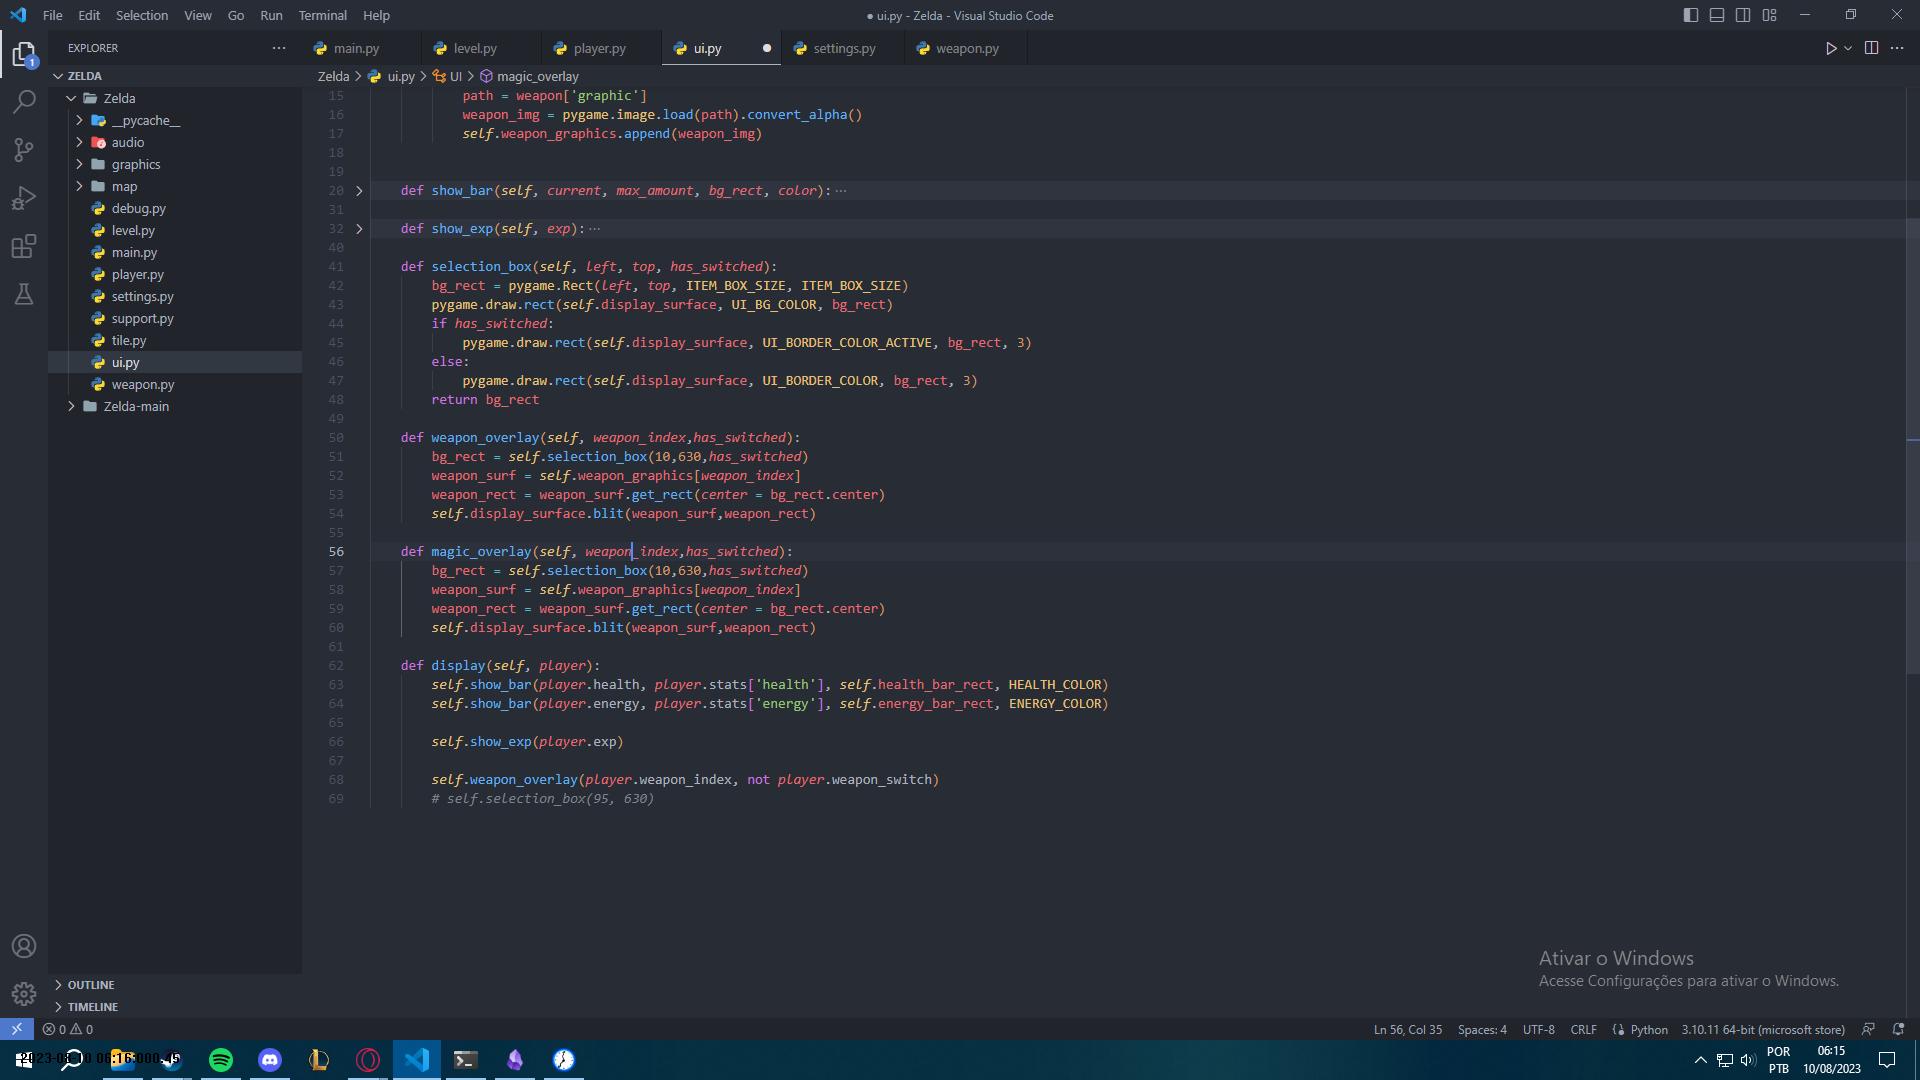 File Edit Selection View Go Run Terminal Help
● ui.py - Zelda - Visual Studio Code
EXPLORER
main.py
level.py
player.py
ui.py
settings.py
weapon.py
1
ZELDA
Zelda > ui.py > UI > magic_overlay
Zelda
__pycache__
audio
graphics
map
debug.py
level.py
main.py
player.py
settings.py
support.py
tile.py
ui.py
weapon.py
Zelda-main
15 path = weapon['graphic']
16 weapon_img = pygame.image.load(path).convert_alpha()
17 self.weapon_graphics.append(weapon_img)
18
19
20 def show_bar(self, current, max_amount, bg_rect, color):···
31
32 def show_exp(self, exp):···
40
41 def selection_box(self, left, top, has_switched):
42 bg_rect = pygame.Rect(left, top, ITEM_BOX_SIZE, ITEM_BOX_SIZE)
43 pygame.draw.rect(self.display_surface, UI_BG_COLOR, bg_rect)
44 if has_switched:
45 pygame.draw.rect(self.display_surface, UI_BORDER_COLOR_ACTIVE, bg_rect, 3)
46 else:
47 pygame.draw.rect(self.display_surface, UI_BORDER_COLOR, bg_rect, 3)
48 return bg_rect
49
50 def weapon_overlay(self, weapon_index,has_switched):
51 bg_rect = self.selection_box(10,630,has_switched)
52 weapon_surf = self.weapon_graphics[weapon_index]
53 weapon_rect = weapon_surf.get_rect(center = bg_rect.center)
54 self.display_surface.blit(weapon_surf,weapon_rect)
55
56 def magic_overlay(self, weapon_index,has_switched):
57 bg_rect = self.selection_box(10,630,has_switched)
58 weapon_surf = self.weapon_graphics[weapon_index]
59 weapon_rect = weapon_surf.get_rect(center = bg_rect.center)
60 self.display_surface.blit(weapon_surf,weapon_rect)
61
62 def display(self, player):
63 self.show_bar(player.health, player.stats['health'], self.health_bar_rect, HEALTH_COLOR)
64 self.show_bar(player.energy, player.stats['energy'], self.energy_bar_rect, ENERGY_COLOR)
65
66 self.show_exp(player.exp)
67
68 self.weapon_overlay(player.weapon_index, not player.weapon_switch)
69 # self.selection_box(95, 630)
Ativar o Windows
Acesse Configurações para ativar o Windows.
OUTLINE
TIMELINE
0 0
Ln 56, Col 35 Spaces: 4 UTF-8 CRLF Python 3.10.11 64-bit (microsoft store)
2023-08-10 06:16:000.45
POR
PTB
06:15
10/08/2023